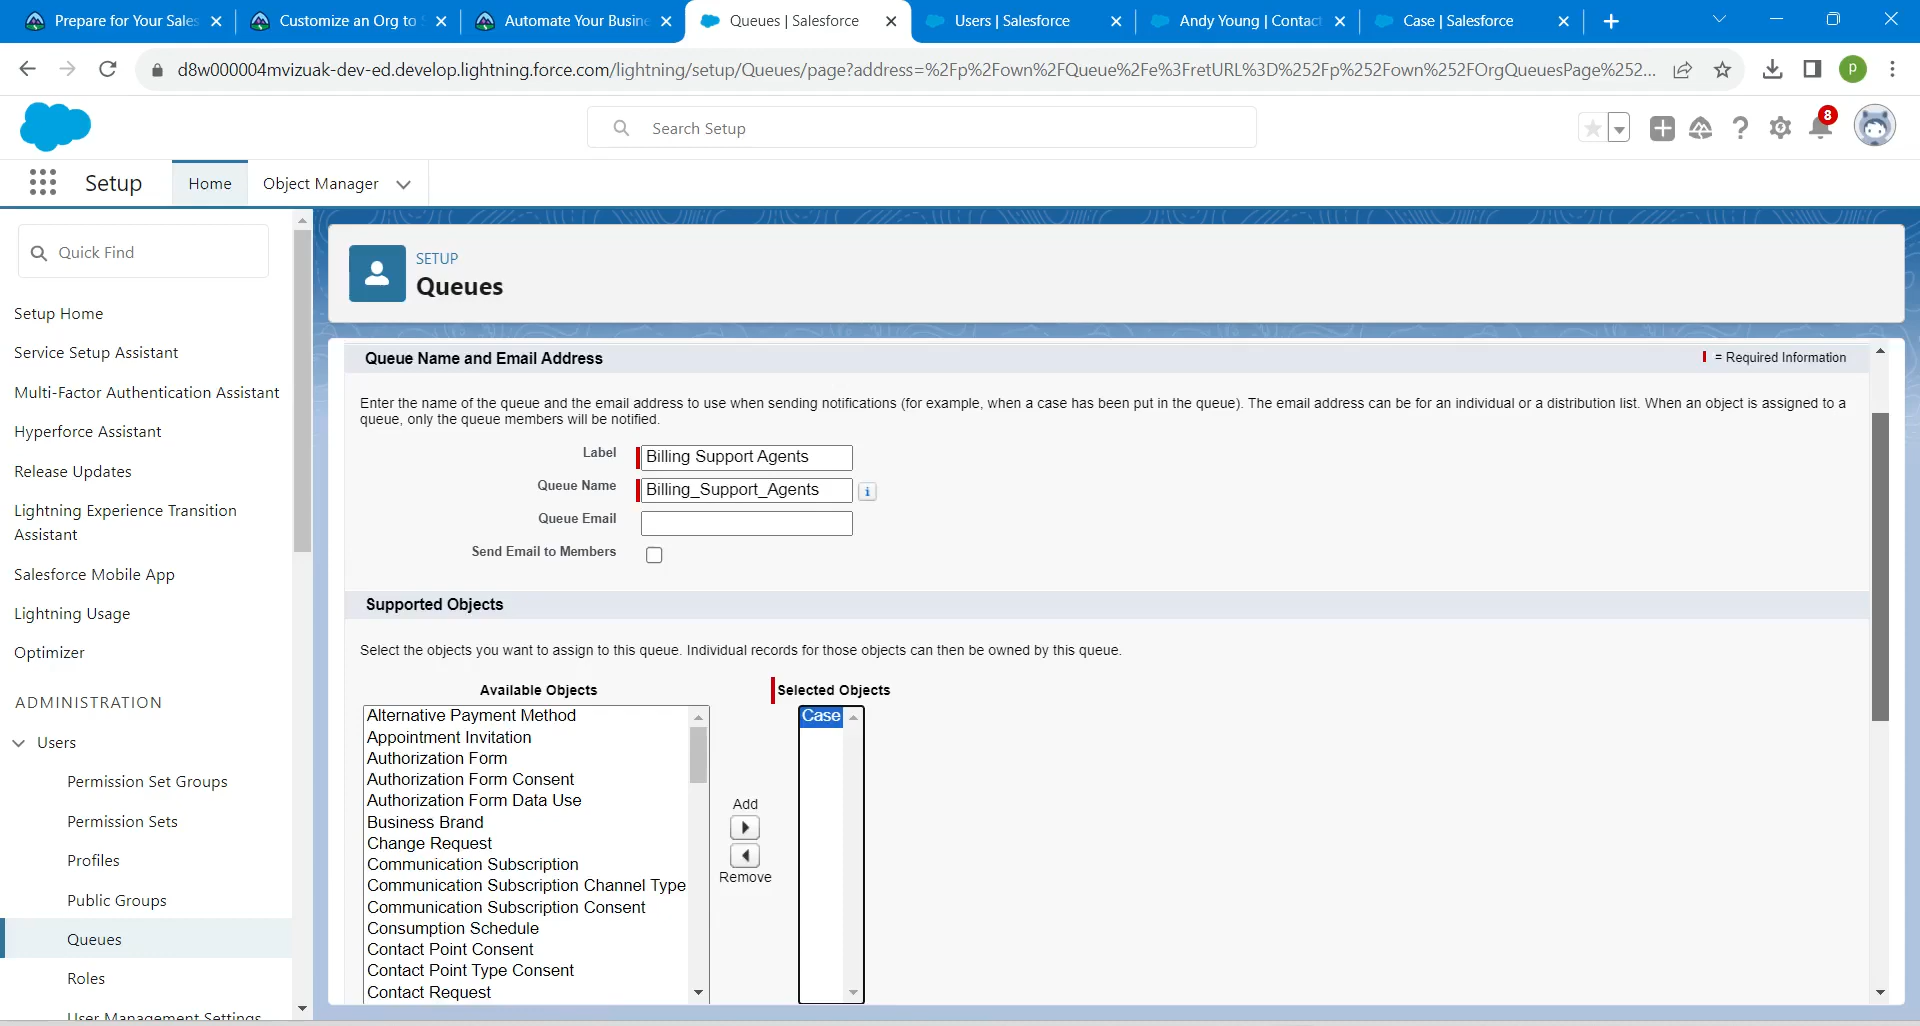 Prepare for Your Sales
Customize an Org to S
Automate Your Busine
Queues | Salesforce
Users | Salesforce
Andy Young | Contact
Case | Salesforce
d8w000004mvizuak-dev-ed.develop.lightning.force.com/lightning/setup/Queues/page?address=%2Fp%2Fown%2FQueue%2Fe%3FretURL%3D%252Fp%252Fown%252FOrgQueuesPage%252...
P
Search Setup
8
Setup
Home
Object Manager
Quick Find
Setup Home
Service Setup Assistant
Multi-Factor Authentication Assistant
Hyperforce Assistant
Release Updates
Lightning Experience Transition
Assistant
Salesforce Mobile App
Lightning Usage
Optimizer
ADMINISTRATION
Users
Permission Set Groups
Permission Sets
Profiles
Public Groups
Queues
Roles
User Management Settings
SETUP
Queues
Queue Name and Email Address
= Required Information
Enter the name of the queue and the email address to use when sending notifications (for example, when a case has been put in the queue). The email address can be for an individual or a distribution list. When an object is assigned to a
queue, only the queue members will be notified.
Label
Billing Support Agents
Queue Name
Billing_Support_Agents
i
Queue Email
Send Email to Members
Supported Objects
Select the objects you want to assign to this queue. Individual records for those objects can then be owned by this queue.
Available Objects
Selected Objects
Alternative Payment Method
Appointment Invitation
Authorization Form
Authorization Form Consent
Authorization Form Data Use
Business Brand
Change Request
Communication Subscription
Communication Subscription Channel Type
Communication Subscription Consent
Consumption Schedule
Contact Point Consent
Contact Point Type Consent
Contact Request
Add
Remove
Case